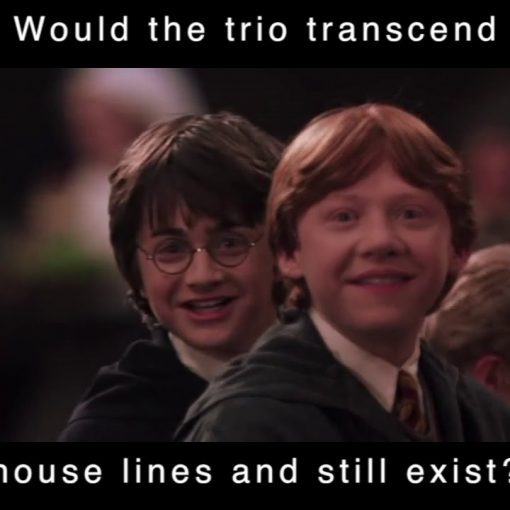 Would the trio transcend
house lines and still exist?